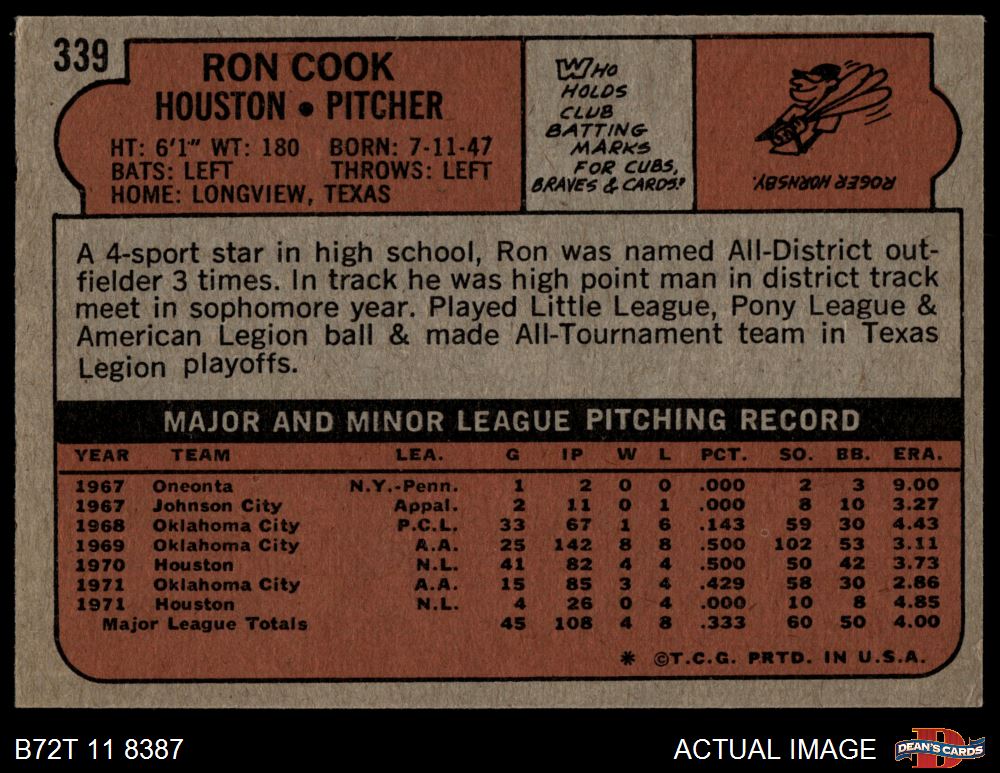 339
RON COOK
HOUSTON • PITCHER
HT: 6'1" WT: 180 BORN: 7-11-47
BATS: LEFT THROWS: LEFT
HOME: LONGVIEW, TEXAS
WHO
HOLDS
CLUB
BATTING
MARKS
FOR CUBS,
BRAVES & CARDS?
ROGER HORNSBY.
A 4-sport star in high school, Ron was named All-District out-
fielder 3 times. In track he was high point man in district track
meet in sophomore year. Played Little League, Pony League &
American Legion ball & made All-Tournament team in Texas
Legion playoffs.
MAJOR AND MINOR LEAGUE PITCHING RECORD
YEAR TEAM LEA. G IP W L PCT. SO. BB. ERA.
1967 Oneonta N.Y.-Penn. 1 2 0 0 .000 2 3 9.00
1967 Johnson City Appal. 2 11 0 1 .000 8 10 3.27
1968 Oklahoma City P.C.L. 33 67 1 6 .143 59 30 4.43
1969 Oklahoma City A.A. 25 142 8 8 .500 102 53 3.11
1970 Houston N.L. 41 82 4 4 .500 50 42 3.73
1971 Oklahoma City A.A. 15 85 3 4 .429 58 30 2.86
1971 Houston N.L. 4 26 0 4 .000 10 8 4.85
Major League Totals 45 108 4 8 .333 60 50 4.00
* ©T.C.G. PRTD. IN U.S.A.
B72T 11 8387
ACTUAL IMAGE
D
DEAN'S CARDS